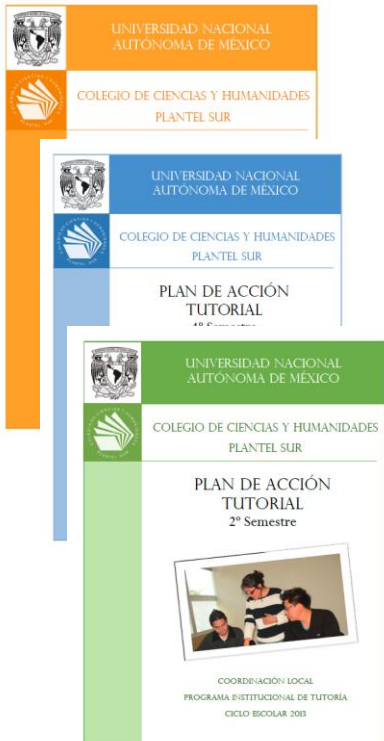 UNIVERSIDAD NACIONAL
AUTÓNOMA DE MÉXICO
COLEGIO DE CIENCIAS Y HUMANIDADES
PLANTEL SUR
UNIVERSIDAD NACIONAL
AUTÓNOMA DE MÉXICO
COLEGIO DE CIENCIAS Y HUMANIDADES
PLANTEL SUR
PLAN DE ACCIÓN
TUTORIAL
4º Semestre
UNIVERSIDAD NACIONAL
AUTÓNOMA DE MÉXICO
COLEGIO DE CIENCIAS Y HUMANIDADES
PLANTEL SUR
PLAN DE ACCIÓN
TUTORIAL
2º Semestre
COORDINACIÓN LOCAL
PROGRAMA INSTITUCIONAL DE TUTORÍA
CICLO ESCOLAR 2013